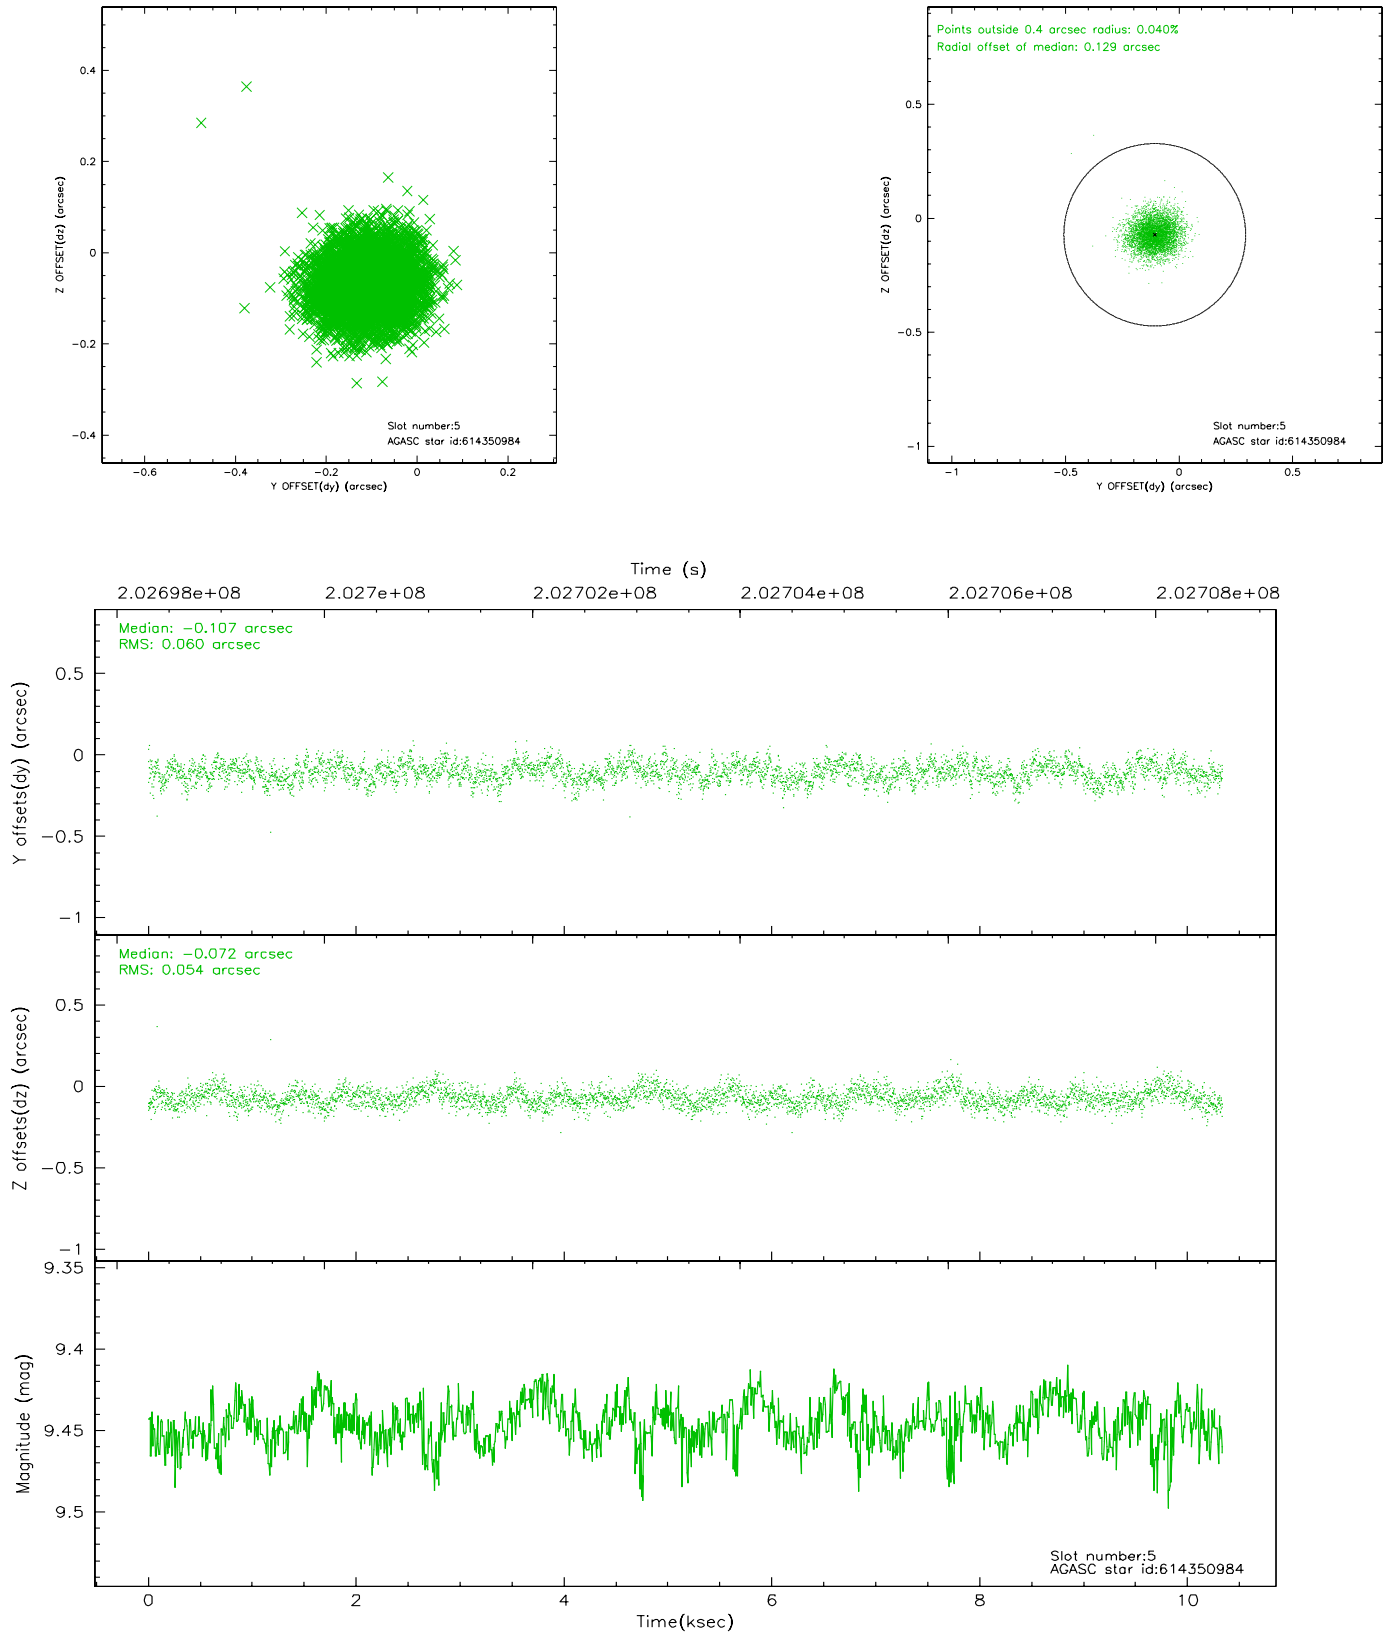 0.4
0.2
0
−0.2
−0.4
Z OFFSET(dz) (arcsec)
Slot number:5
AGASC star id:614350984
−0.6
−0.4
−0.2
0
0.2
Y OFFSET(dy) (arcsec)
Points outside 0.4 arcsec radius: 0.040%
Radial offset of median: 0.129 arcsec
0.5
0
−0.5
−1
Z OFFSET(dz) (arcsec)
Slot number:5
AGASC star id:614350984
−1
−0.5
0
0.5
Y OFFSET(dy) (arcsec)
Time (s)
2.02698e+08
2.027e+08
2.02702e+08
2.02704e+08
2.02706e+08
2.02708e+08
Median: −0.107 arcsec
RMS: 0.060 arcsec
0.5
0
−0.5
−1
Y offsets(dy) (arcsec)
Median: −0.072 arcsec
RMS: 0.054 arcsec
0.5
0
−0.5
−1
Z offsets(dz) (arcsec)
9.35
9.4
9.45
9.5
Magnitude (mag)
Slot number:5
AGASC star id:614350984
0
2
4
6
8
10
Time(ksec)